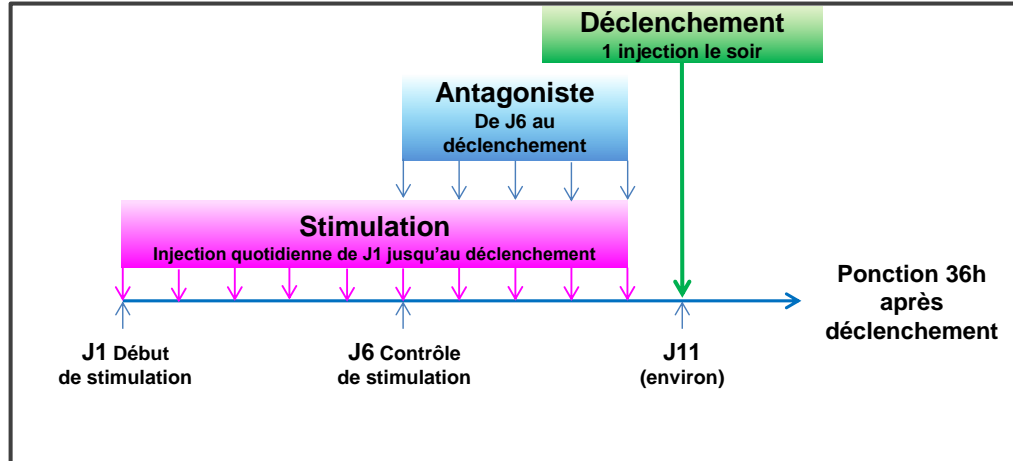 Déclenchement
1 injection le soir
Antagoniste
De J6 au
déclenchement
Stimulation
Injection quotidienne de J1 jusqu'au déclenchement
Ponction 36h
après
déclenchement
J1 Début
de stimulation
J6 Contrôle
de stimulation
J11
(environ)